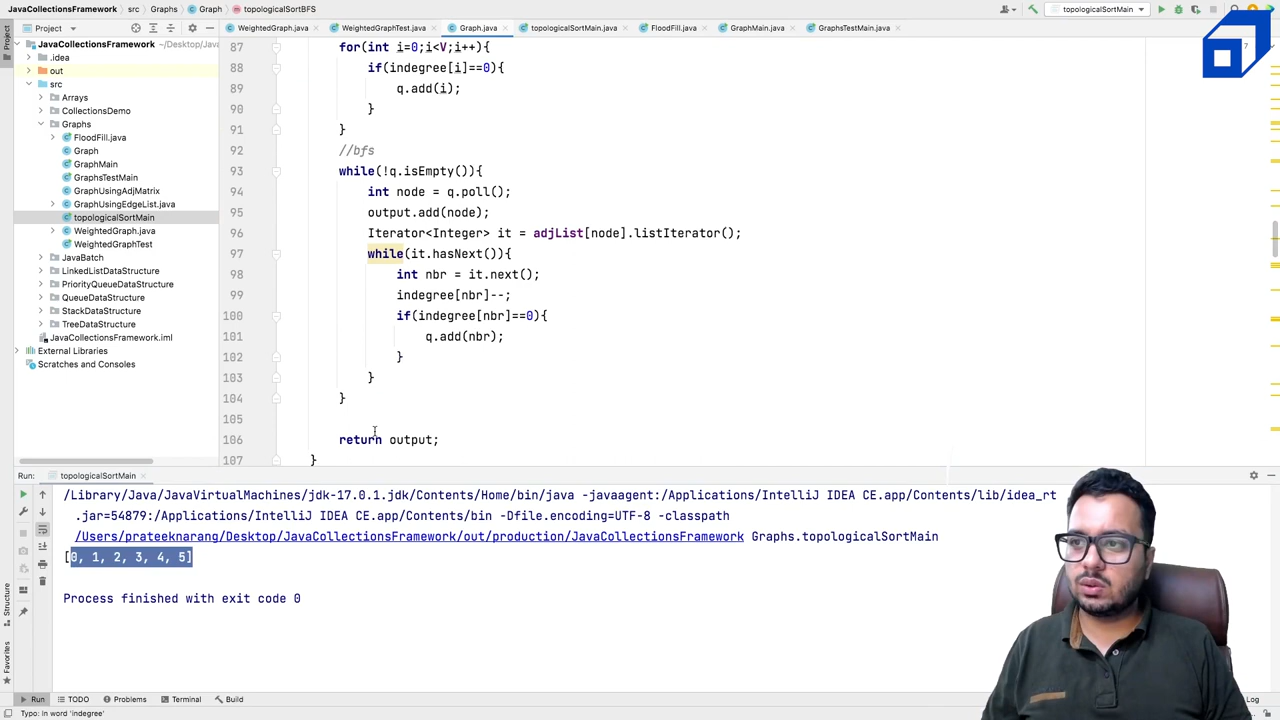 JavaCollectionsFramework
src
Graphs
Graph
topologicalSortBFS
topologicalSortMain
Project
WeightedGraph.java
WeightedGraphTest.java
Graph.java
topologicalSortMain.java
FloodFill.java
GraphMain.java
GraphsTestMain.java
JavaCollectionsFramework ~/Desktop/Java
.idea
out
src
Arrays
CollectionsDemo
Graphs
FloodFill.java
Graph
GraphMain
GraphsTestMain
GraphUsingAdjMatrix
GraphUsingEdgeList.java
topologicalSortMain
WeightedGraph.java
WeightedGraphTest
JavaBatch
LinkedListDataStructure
PriorityQueueDataStructure
QueueDataStructure
StackDataStructure
TreeDataStructure
JavaCollectionsFramework.iml
External Libraries
Scratches and Consoles
87 for(int i=0;i<V;i++){
88 if(indegree[i]==0){
89 q.add(i);
90 }
91 }
92 //bfs
93 while(!q.isEmpty()){
94 int node = q.poll();
95 output.add(node);
96 Iterator<Integer> it = adjList[node].listIterator();
97 while(it.hasNext()){
98 int nbr = it.next();
99 indegree[nbr]--;
100 if(indegree[nbr]==0){
101 q.add(nbr);
102 }
103 }
104 }
105
106 return output;
107 }
7
Run: topologicalSortMain
/Library/Java/JavaVirtualMachines/jdk-17.0.1.jdk/Contents/Home/bin/java -javaagent:/Applications/IntelliJ IDEA CE.app/Contents/lib/idea_rt
.jar=54879:/Applications/IntelliJ IDEA CE.app/Contents/bin -Dfile.encoding=UTF-8 -classpath
/Users/prateeknarang/Desktop/JavaCollectionsFramework/out/production/JavaCollectionsFramework Graphs.topologicalSortMain
[0, 1, 2, 3, 4, 5]
Process finished with exit code 0
Structure
Favorites
Run
TODO
Problems
Terminal
Build
Log
Typo: In word 'indegree'